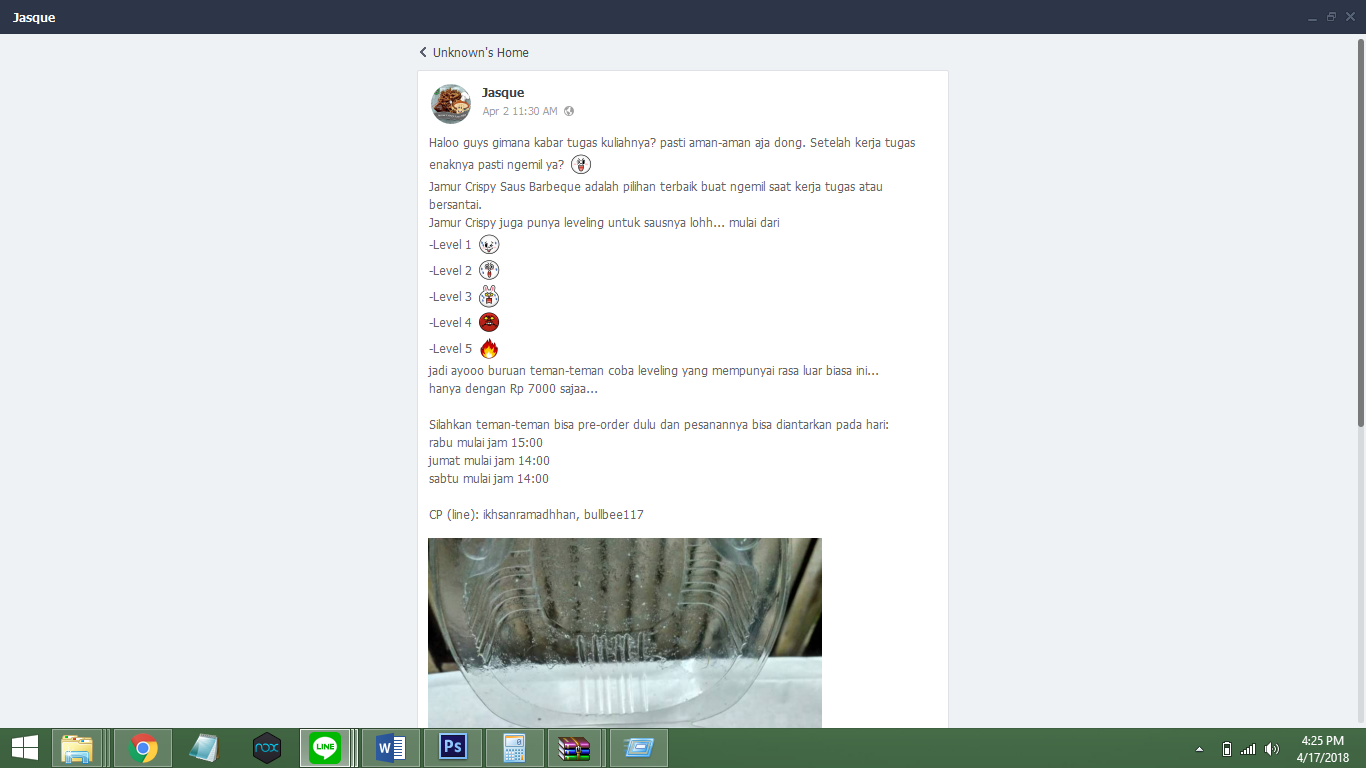 Jasque
Unknown's Home
Jasque
Apr 2 11:30 AM
Haloo guys gimana kabar tugas kuliahnya? pasti aman-aman aja dong. Setelah kerja tugas
enaknya pasti ngemil ya?
Jamur Crispy Saus Barbeque adalah pilihan terbaik buat ngemil saat kerja tugas atau
bersantai.
Jamur Crispy juga punya leveling untuk sausnya lohh... mulai dari
-Level 1
-Level 2
-Level 3
-Level 4
-Level 5
jadi ayooo buruan teman-teman coba leveling yang mempunyai rasa luar biasa ini...
hanya dengan Rp 7000 sajaa...
Silahkan teman-teman bisa pre-order dulu dan pesanannya bisa diantarkan pada hari:
rabu mulai jam 15:00
jumat mulai jam 14:00
sabtu mulai jam 14:00
CP (line): ikhsanramadhhan, bullbee117
nox
LINE
W
Ps
4:25 PM
4/17/2018